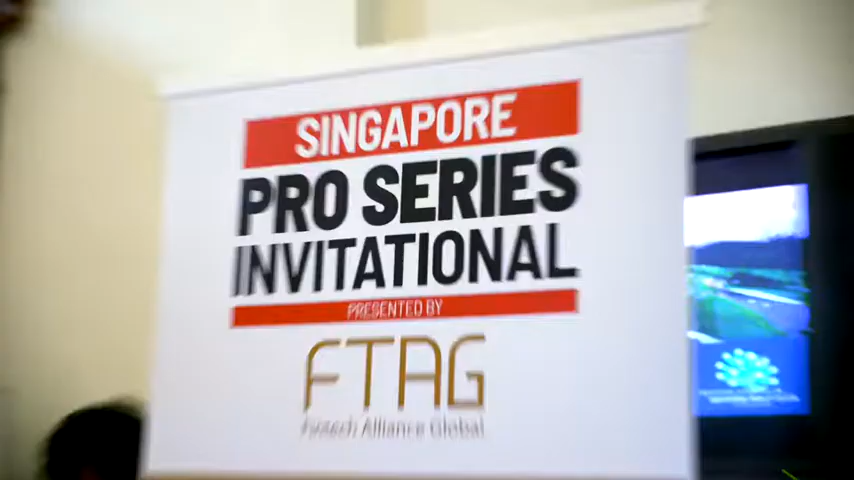 SINGAPORE
PRO SERIES
INVITATIONAL
PRESENTED BY
FTAG
Fintech Alliance Global